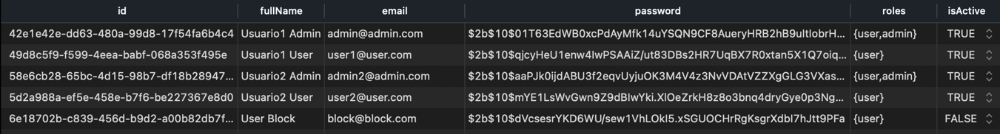 id fullName email password roles isActive
42e1e42e-dd63-480a-99d8-17f54fa6b4c4 Usuario1 Admin admin@admin.com $2b$10$01T63EdWB0xcPdAyMfk14uYSQN9CF8AueryHRB2hB9uItIobrH... {user,admin} TRUE
49d8c5f9-f599-4eea-babf-068a353f495e Usuario1 User user1@user.com $2b$10$qjcyHeU1enw4IwPSAAiZ/ut83DBs2HR7UqBX7R0xtan5X1Q7oiq... {user} TRUE
58e6cb28-65bc-4d15-98b7-df18b28947... Usuario2 Admin admin2@admin.com $2b$10$aaPJk0ijdABU3f2eqvUyjuOK3M4V4z3NvVDAtVZZXgGLG3VXas... {user,admin} TRUE
5d2a988a-ef5e-458e-b7f6-be227367e8d0 Usuario2 User user2@user.com $2b$10$mYE1LsWvGwn9Z9dBIwYki.XlOeZrkH8z8o3bnq4dryGye0p3Ng... {user} TRUE
6e18702b-c839-456d-b9d2-a00b82db7f... User Block block@block.com $2b$10$dVcsesrYKD6WU/sew1VhLOkI5.xSGUOCHrRgKsgrXdbI7hJtt9PFa {user} FALSE